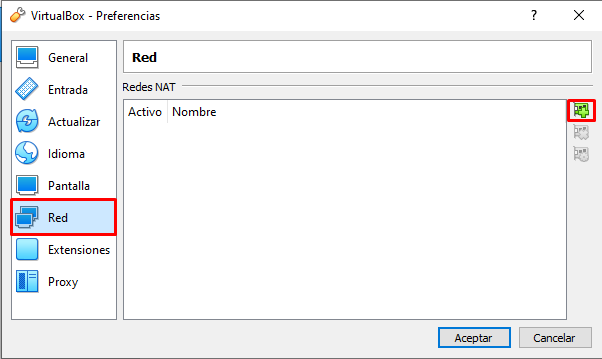 VirtualBox - Preferencias
General
Entrada
Actualizar
Idioma
Pantalla
Red
Extensiones
Proxy
Red
Redes NAT
Activo Nombre
Aceptar Cancelar